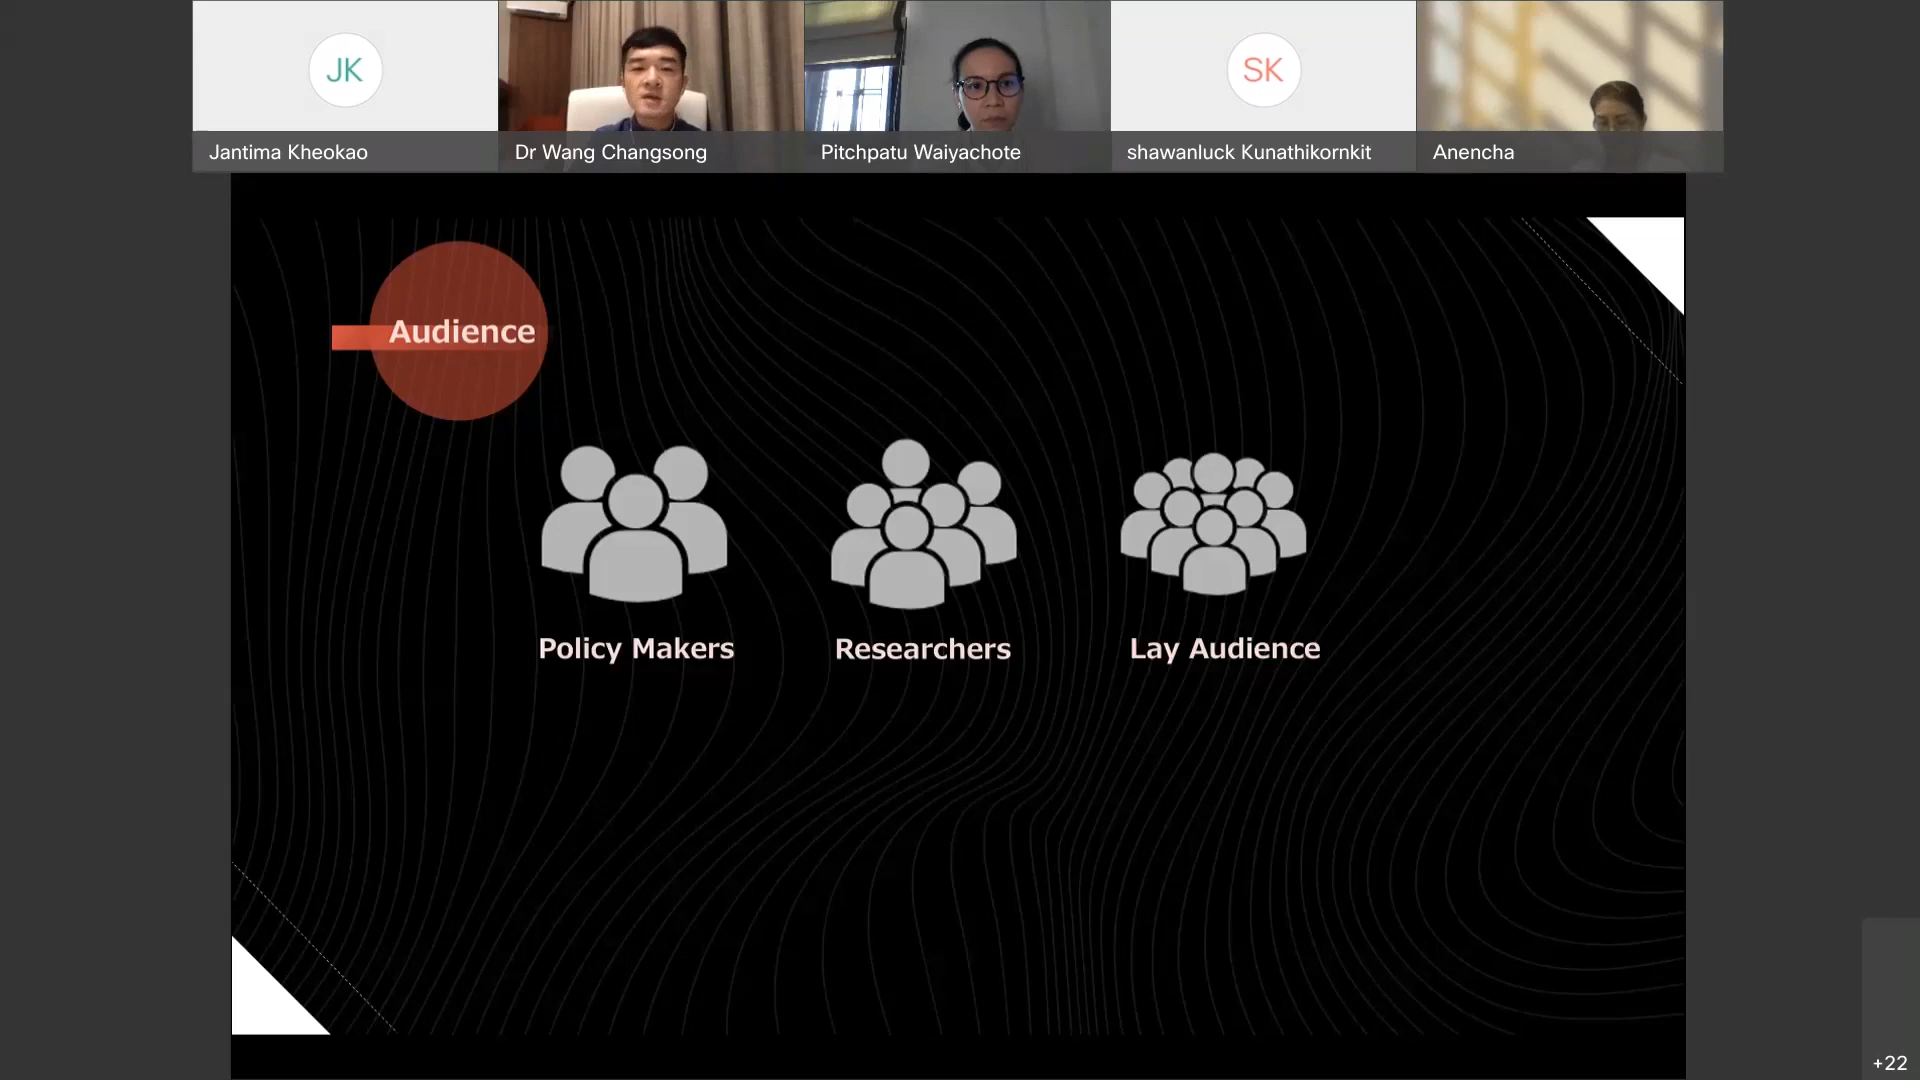 JK
SK
Jantima Kheokao
Dr Wang Changsong
Pitchpatu Waiyachote
shawanluck Kunathikornkit
Anencha
Audience
Policy Makers
Researchers
Lay Audience
+22